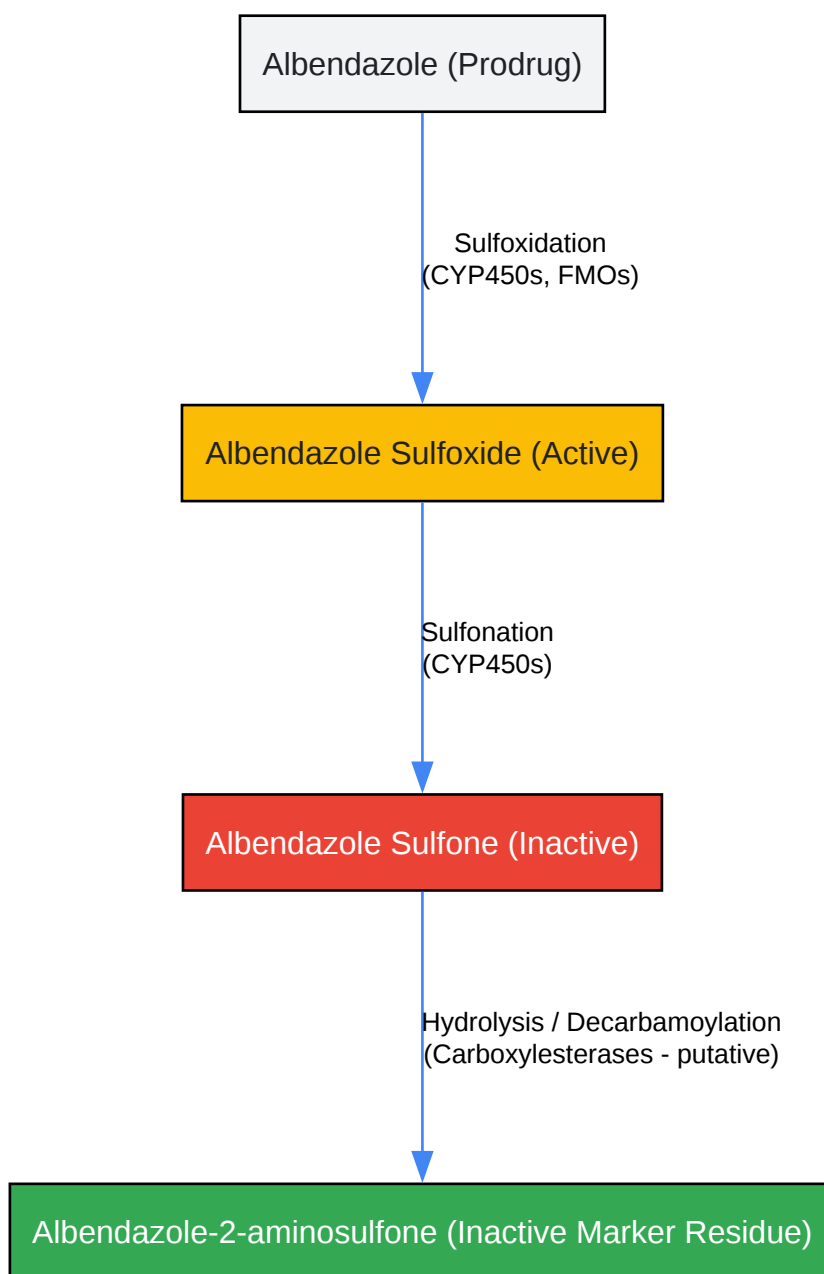 Albendazole (Prodrug)
Sulfoxidation
(CYP450s, FMOs)
Albendazole Sulfoxide (Active)
Sulfonation
(CYP450s)
Albendazole Sulfone (Inactive)
Hydrolysis / Decarbamoylation
(Carboxylesterases - putative)
Albendazole-2-aminosulfone (Inactive Marker Residue)